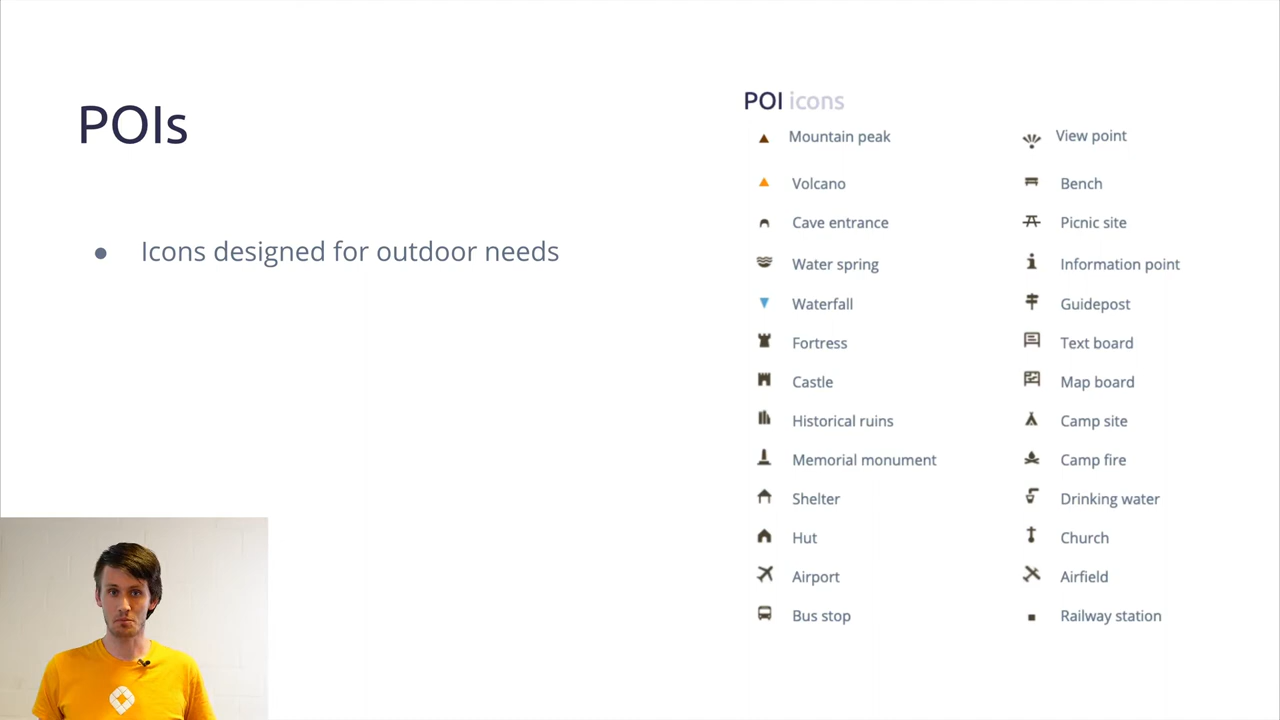 POIs
● Icons designed for outdoor needs
POI icons
Mountain peak
Volcano
Cave entrance
Water spring
Waterfall
Fortress
Castle
Historical ruins
Memorial monument
Shelter
Hut
Airport
Bus stop
View point
Bench
Picnic site
Information point
Guidepost
Text board
Map board
Camp site
Camp fire
Drinking water
Church
Airfield
Railway station